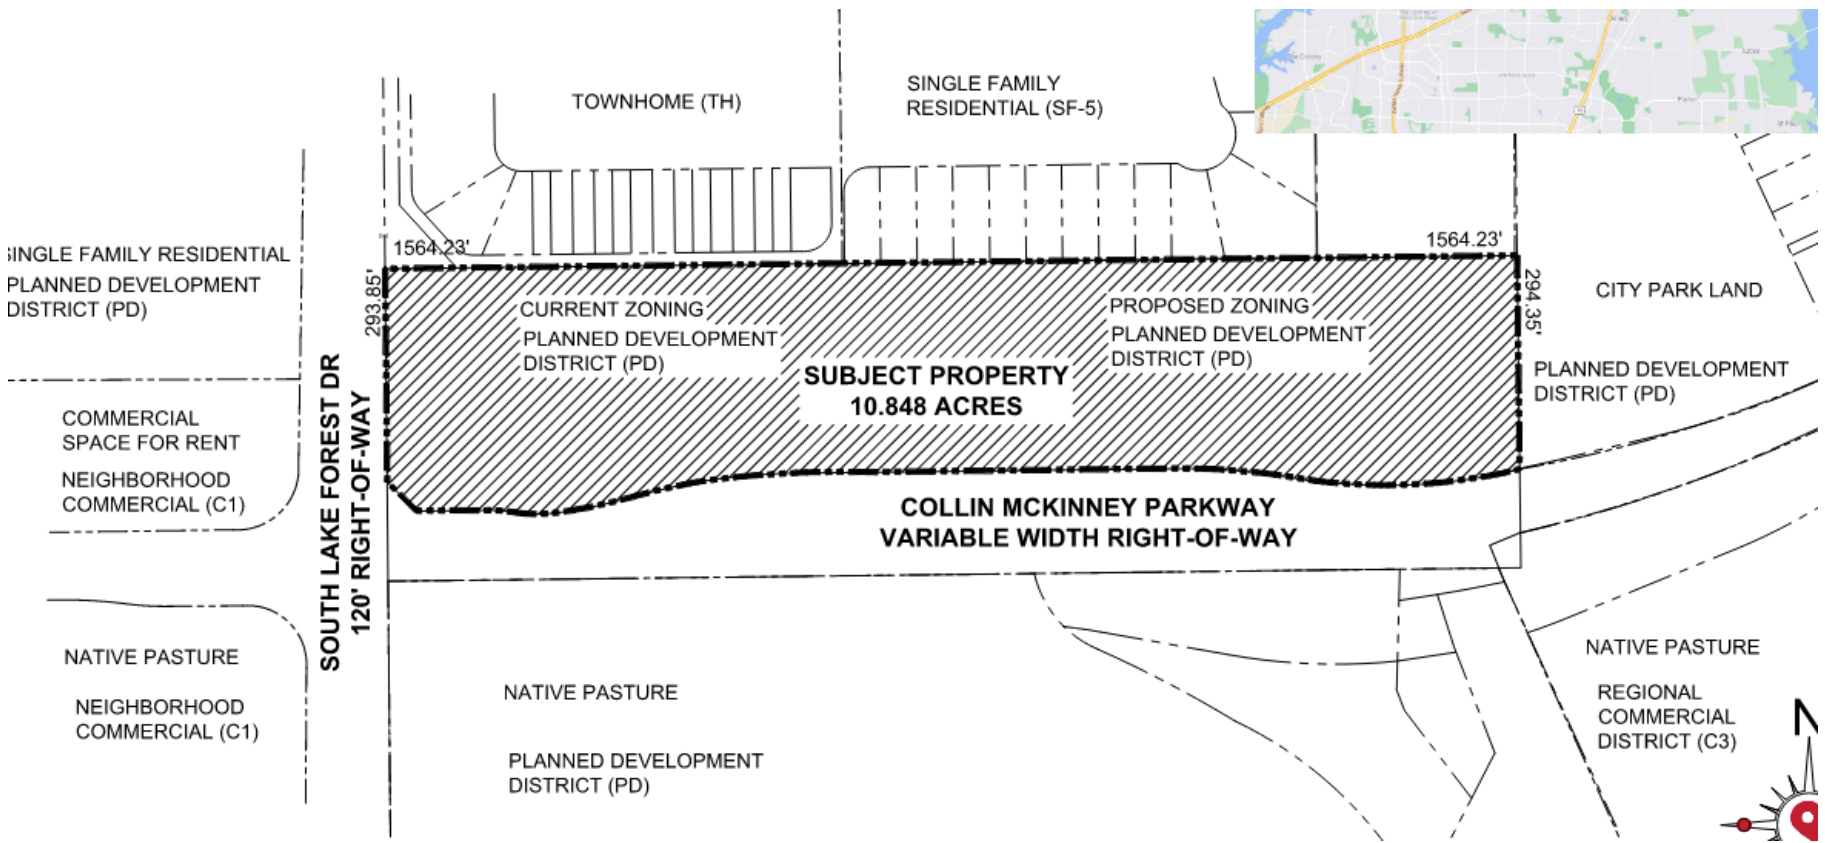 TOWNHOME (TH)
SINGLE FAMILY
RESIDENTIAL (SF-5)
SINGLE FAMILY RESIDENTIAL
PLANNED DEVELOPMENT
DISTRICT (PD)
1564.23'
1564.23'
293.85'
294.35'
CURRENT ZONING
PLANNED DEVELOPMENT
DISTRICT (PD)
PROPOSED ZONING
PLANNED DEVELOPMENT
DISTRICT (PD)
SUBJECT PROPERTY
10.848 ACRES
CITY PARK LAND
PLANNED DEVELOPMENT
DISTRICT (PD)
COMMERCIAL
SPACE FOR RENT
NEIGHBORHOOD
COMMERCIAL (C1)
SOUTH LAKE FOREST DR
120' RIGHT-OF-WAY
COLLIN MCKINNEY PARKWAY
VARIABLE WIDTH RIGHT-OF-WAY
NATIVE PASTURE
NEIGHBORHOOD
COMMERCIAL (C1)
NATIVE PASTURE
PLANNED DEVELOPMENT
DISTRICT (PD)
NATIVE PASTURE
REGIONAL
COMMERCIAL
DISTRICT (C3)
N
The Colony
Lucas
Parker